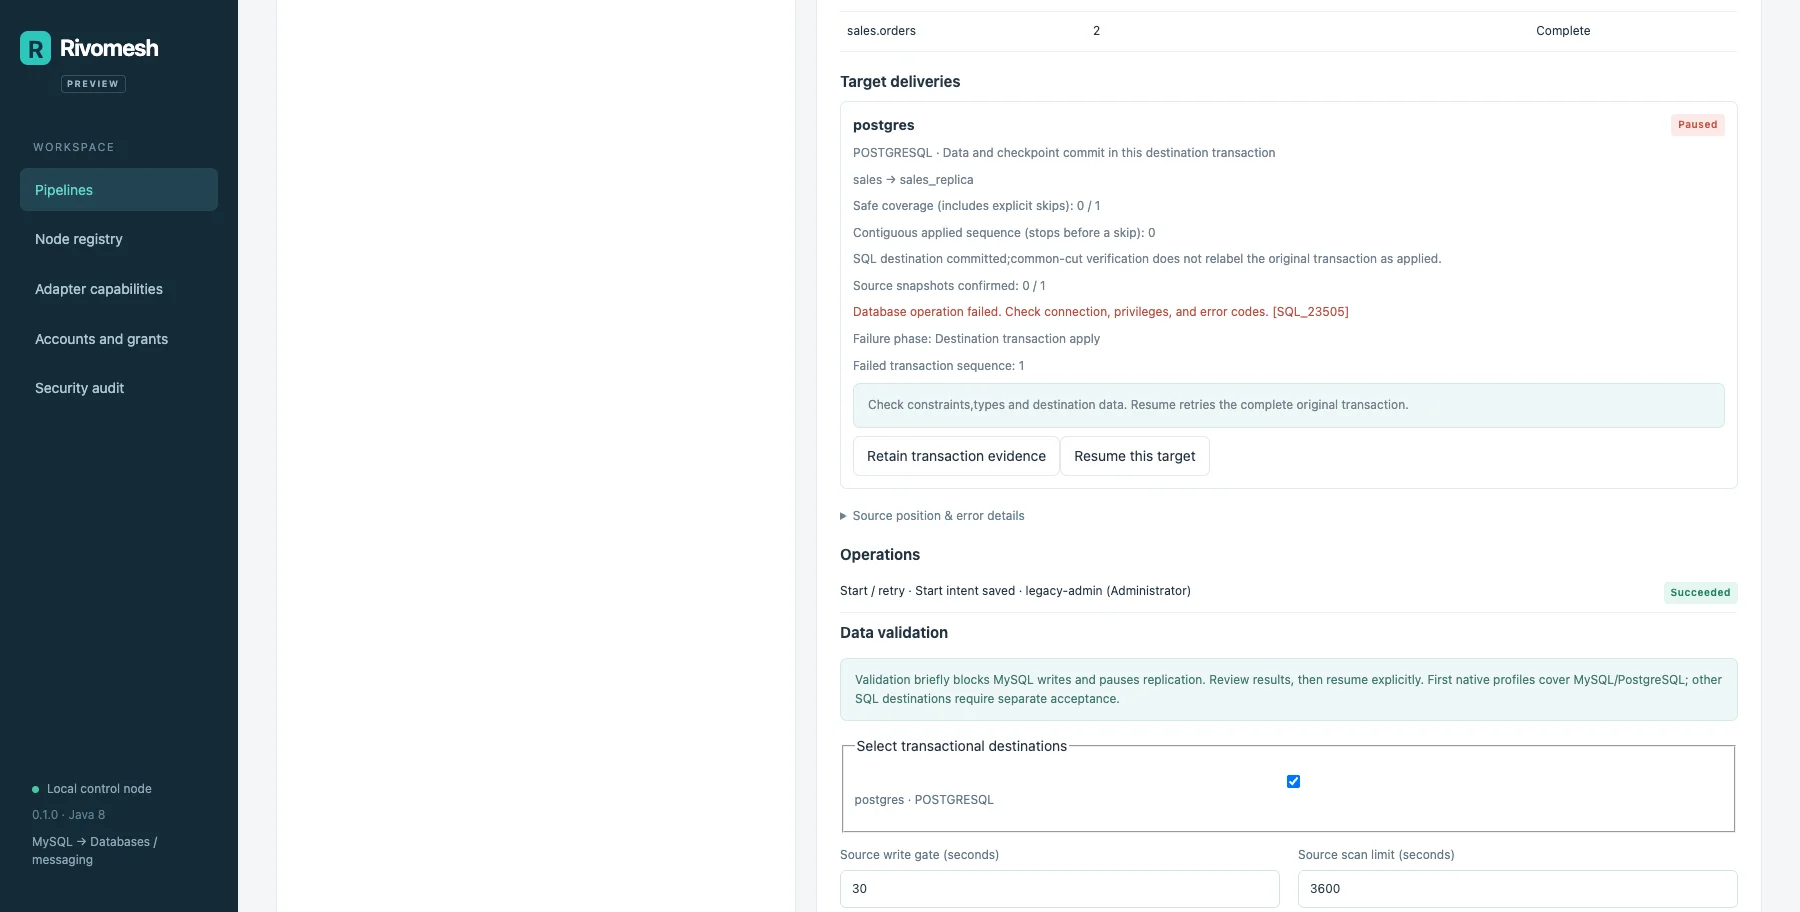 R Rivomesh
PREVIEW
WORKSPACE
Pipelines
Node registry
Adapter capabilities
Accounts and grants
Security audit
Local control node
0.1.0 · Java 8
MySQL → Databases /
messaging
sales.orders 2 Complete
Target deliveries
postgres Paused
POSTGRESQL · Data and checkpoint commit in this destination transaction
sales → sales_replica
Safe coverage (includes explicit skips): 0 / 1
Contiguous applied sequence (stops before a skip): 0
SQL destination committed;common-cut verification does not relabel the original transaction as applied.
Source snapshots confirmed: 0 / 1
Database operation failed. Check connection, privileges, and error codes. [SQL_23505]
Failure phase: Destination transaction apply
Failed transaction sequence: 1
Check constraints,types and destination data. Resume retries the complete original transaction.
Retain transaction evidence Resume this target
Source position & error details
Operations
Start / retry · Start intent saved · legacy-admin (Administrator) Succeeded
Data validation
Validation briefly blocks MySQL writes and pauses replication. Review results, then resume explicitly. First native profiles cover MySQL/PostgreSQL; other
SQL destinations require separate acceptance.
Select transactional destinations
postgres · POSTGRESQL
Source write gate (seconds) Source scan limit (seconds)
30 3600